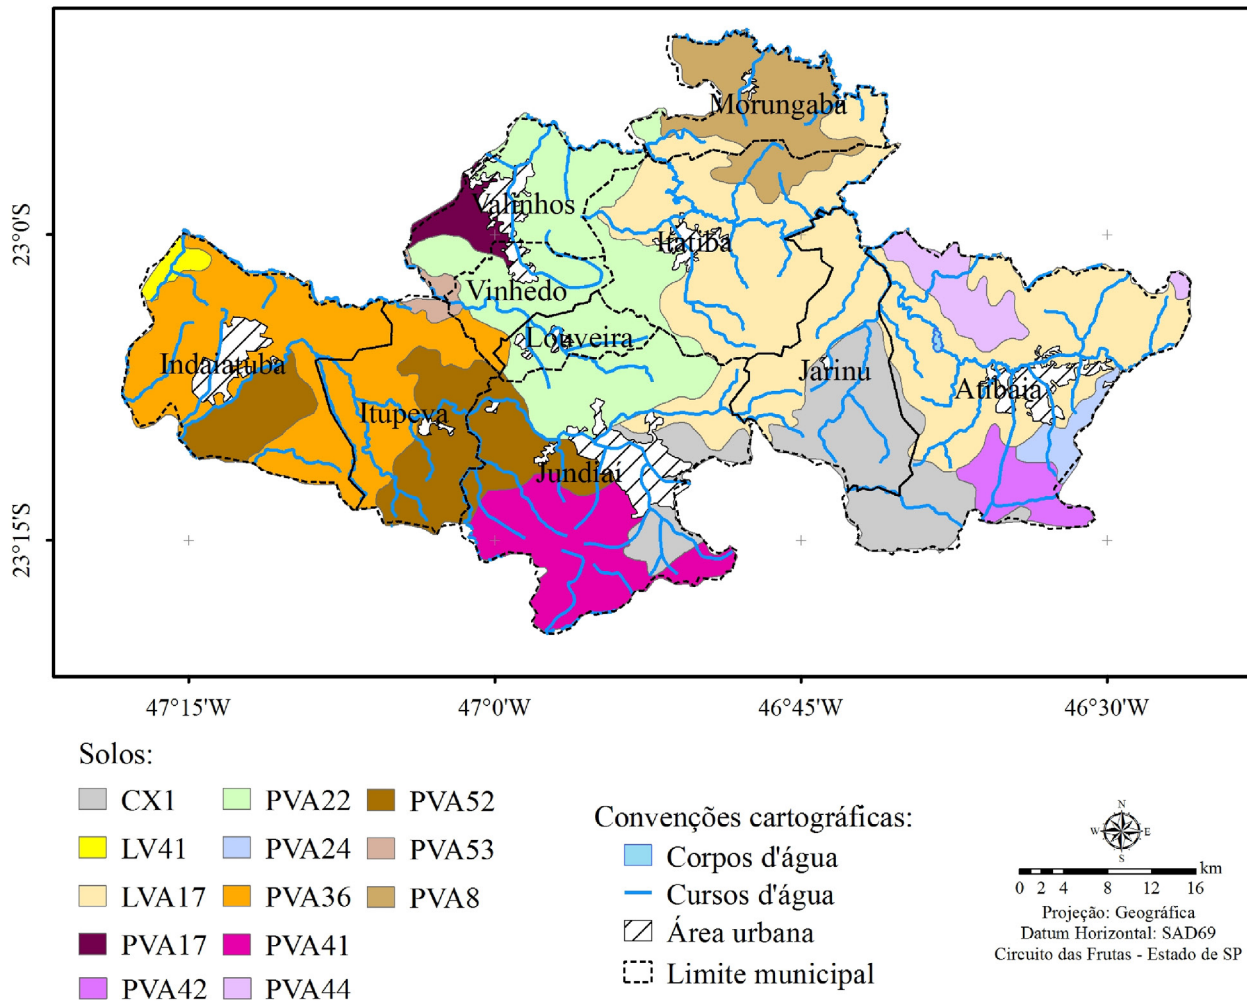 Morungaba
Valinhos
Itatiba
Vinhedo
Louveira
Indaiatuba
Jarinu
Atibaia
Itupeva
Jundiaí
23°0'S
23°15'S
47°15'W
47°0'W
46°45'W
46°30'W
Solos:
CX1
PVA22
PVA52
LV41
PVA24
PVA53
LVA17
PVA36
PVA8
PVA17
PVA41
PVA42
PVA44
Convenções cartográficas:
Corpos d'água
Cursos d'água
Área urbana
Limite municipal
N
W
E
S
km
0 2 4 8 12 16
Projeção: Geográfica
Datum Horizontal: SAD69
Circuito das Frutas - Estado de SP